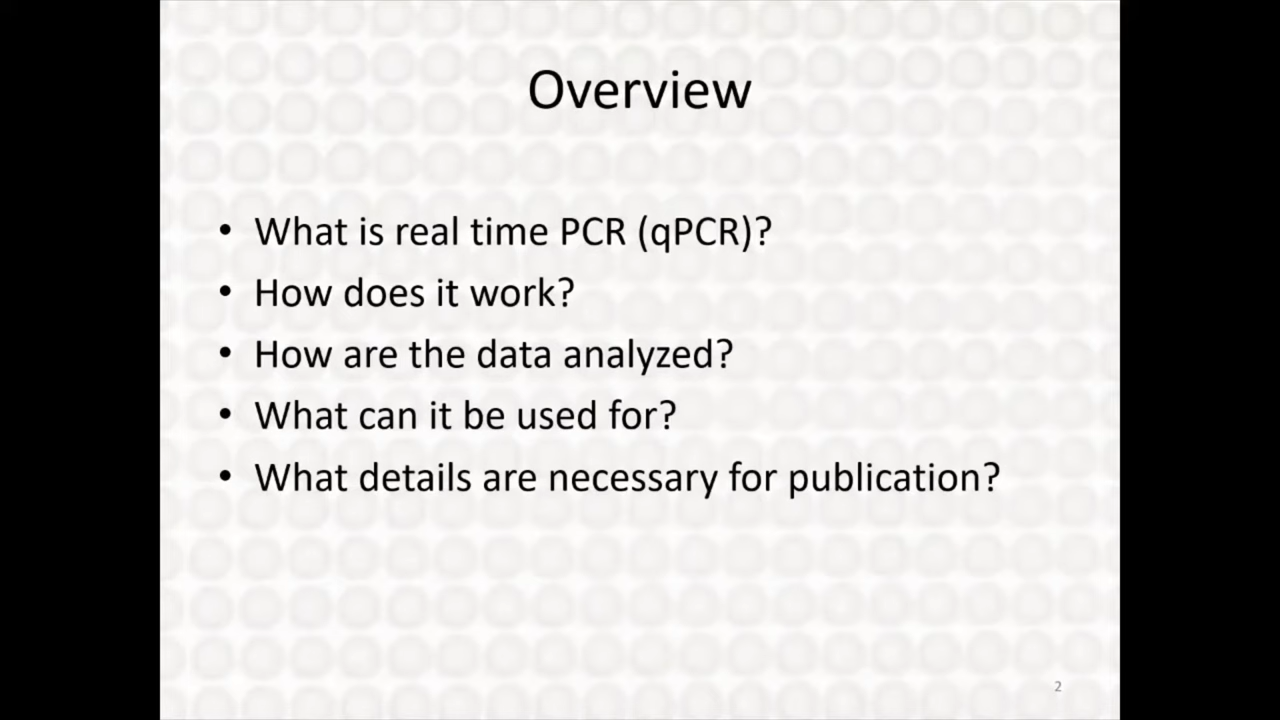 Overview
• What is real time PCR (qPCR)?
• How does it work?
• How are the data analyzed?
• What can it be used for?
• What details are necessary for publication?
2